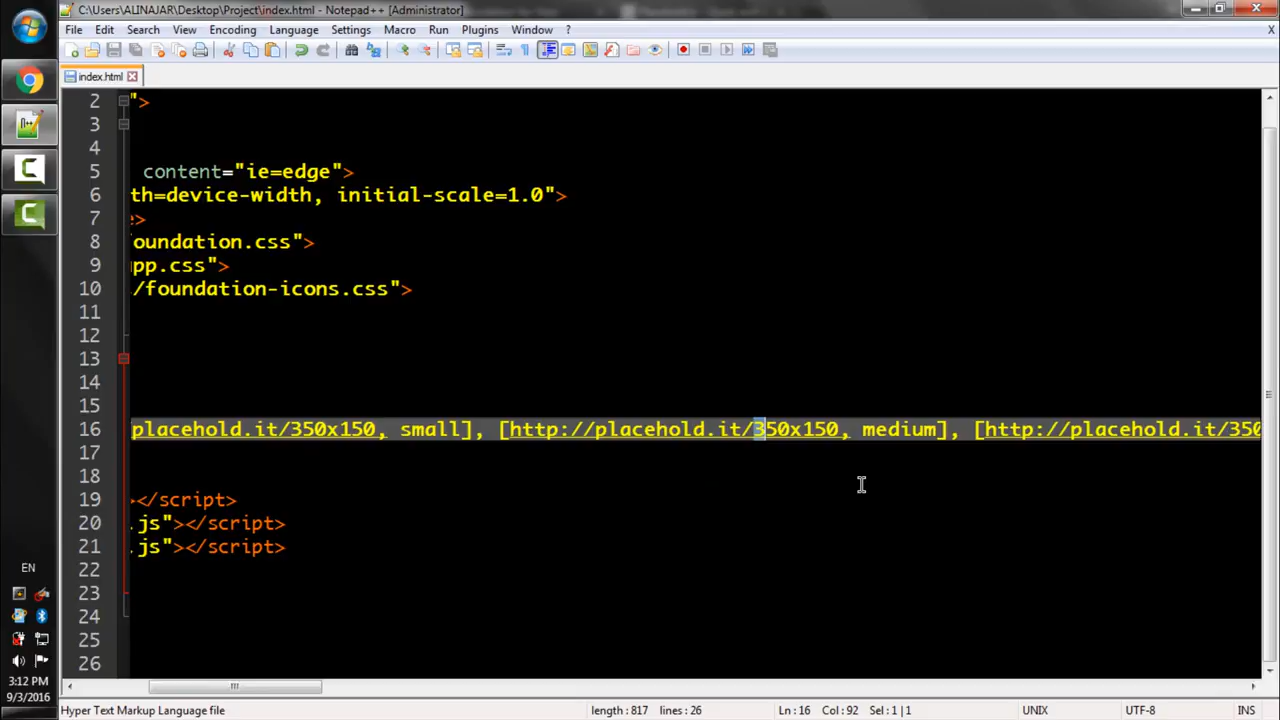 C:\Users\ALINAJAR\Desktop\Project\index.html - Notepad++ [Administrator]
File Edit Search View Encoding Language Settings Macro Run Plugins Window ? X
index.html
2 ">
3
4
5 content="ie=edge">
6 th=device-width, initial-scale=1.0">
7 e>
8 foundation.css">
9 pp.css">
10 /foundation-icons.css">
11
12
13
14
15
16 placehold.it/350x150, small], [http://placehold.it/350x150, medium], [http://placehold.it/350
17
18
19 ></script>
20 .js"></script>
21 .js"></script>
22
23
24
25
26
EN
3:12 PM
9/3/2016
Hyper Text Markup Language file length : 817 lines : 26 Ln : 16 Col : 92 Sel : 1 | 1 UNIX UTF-8 INS